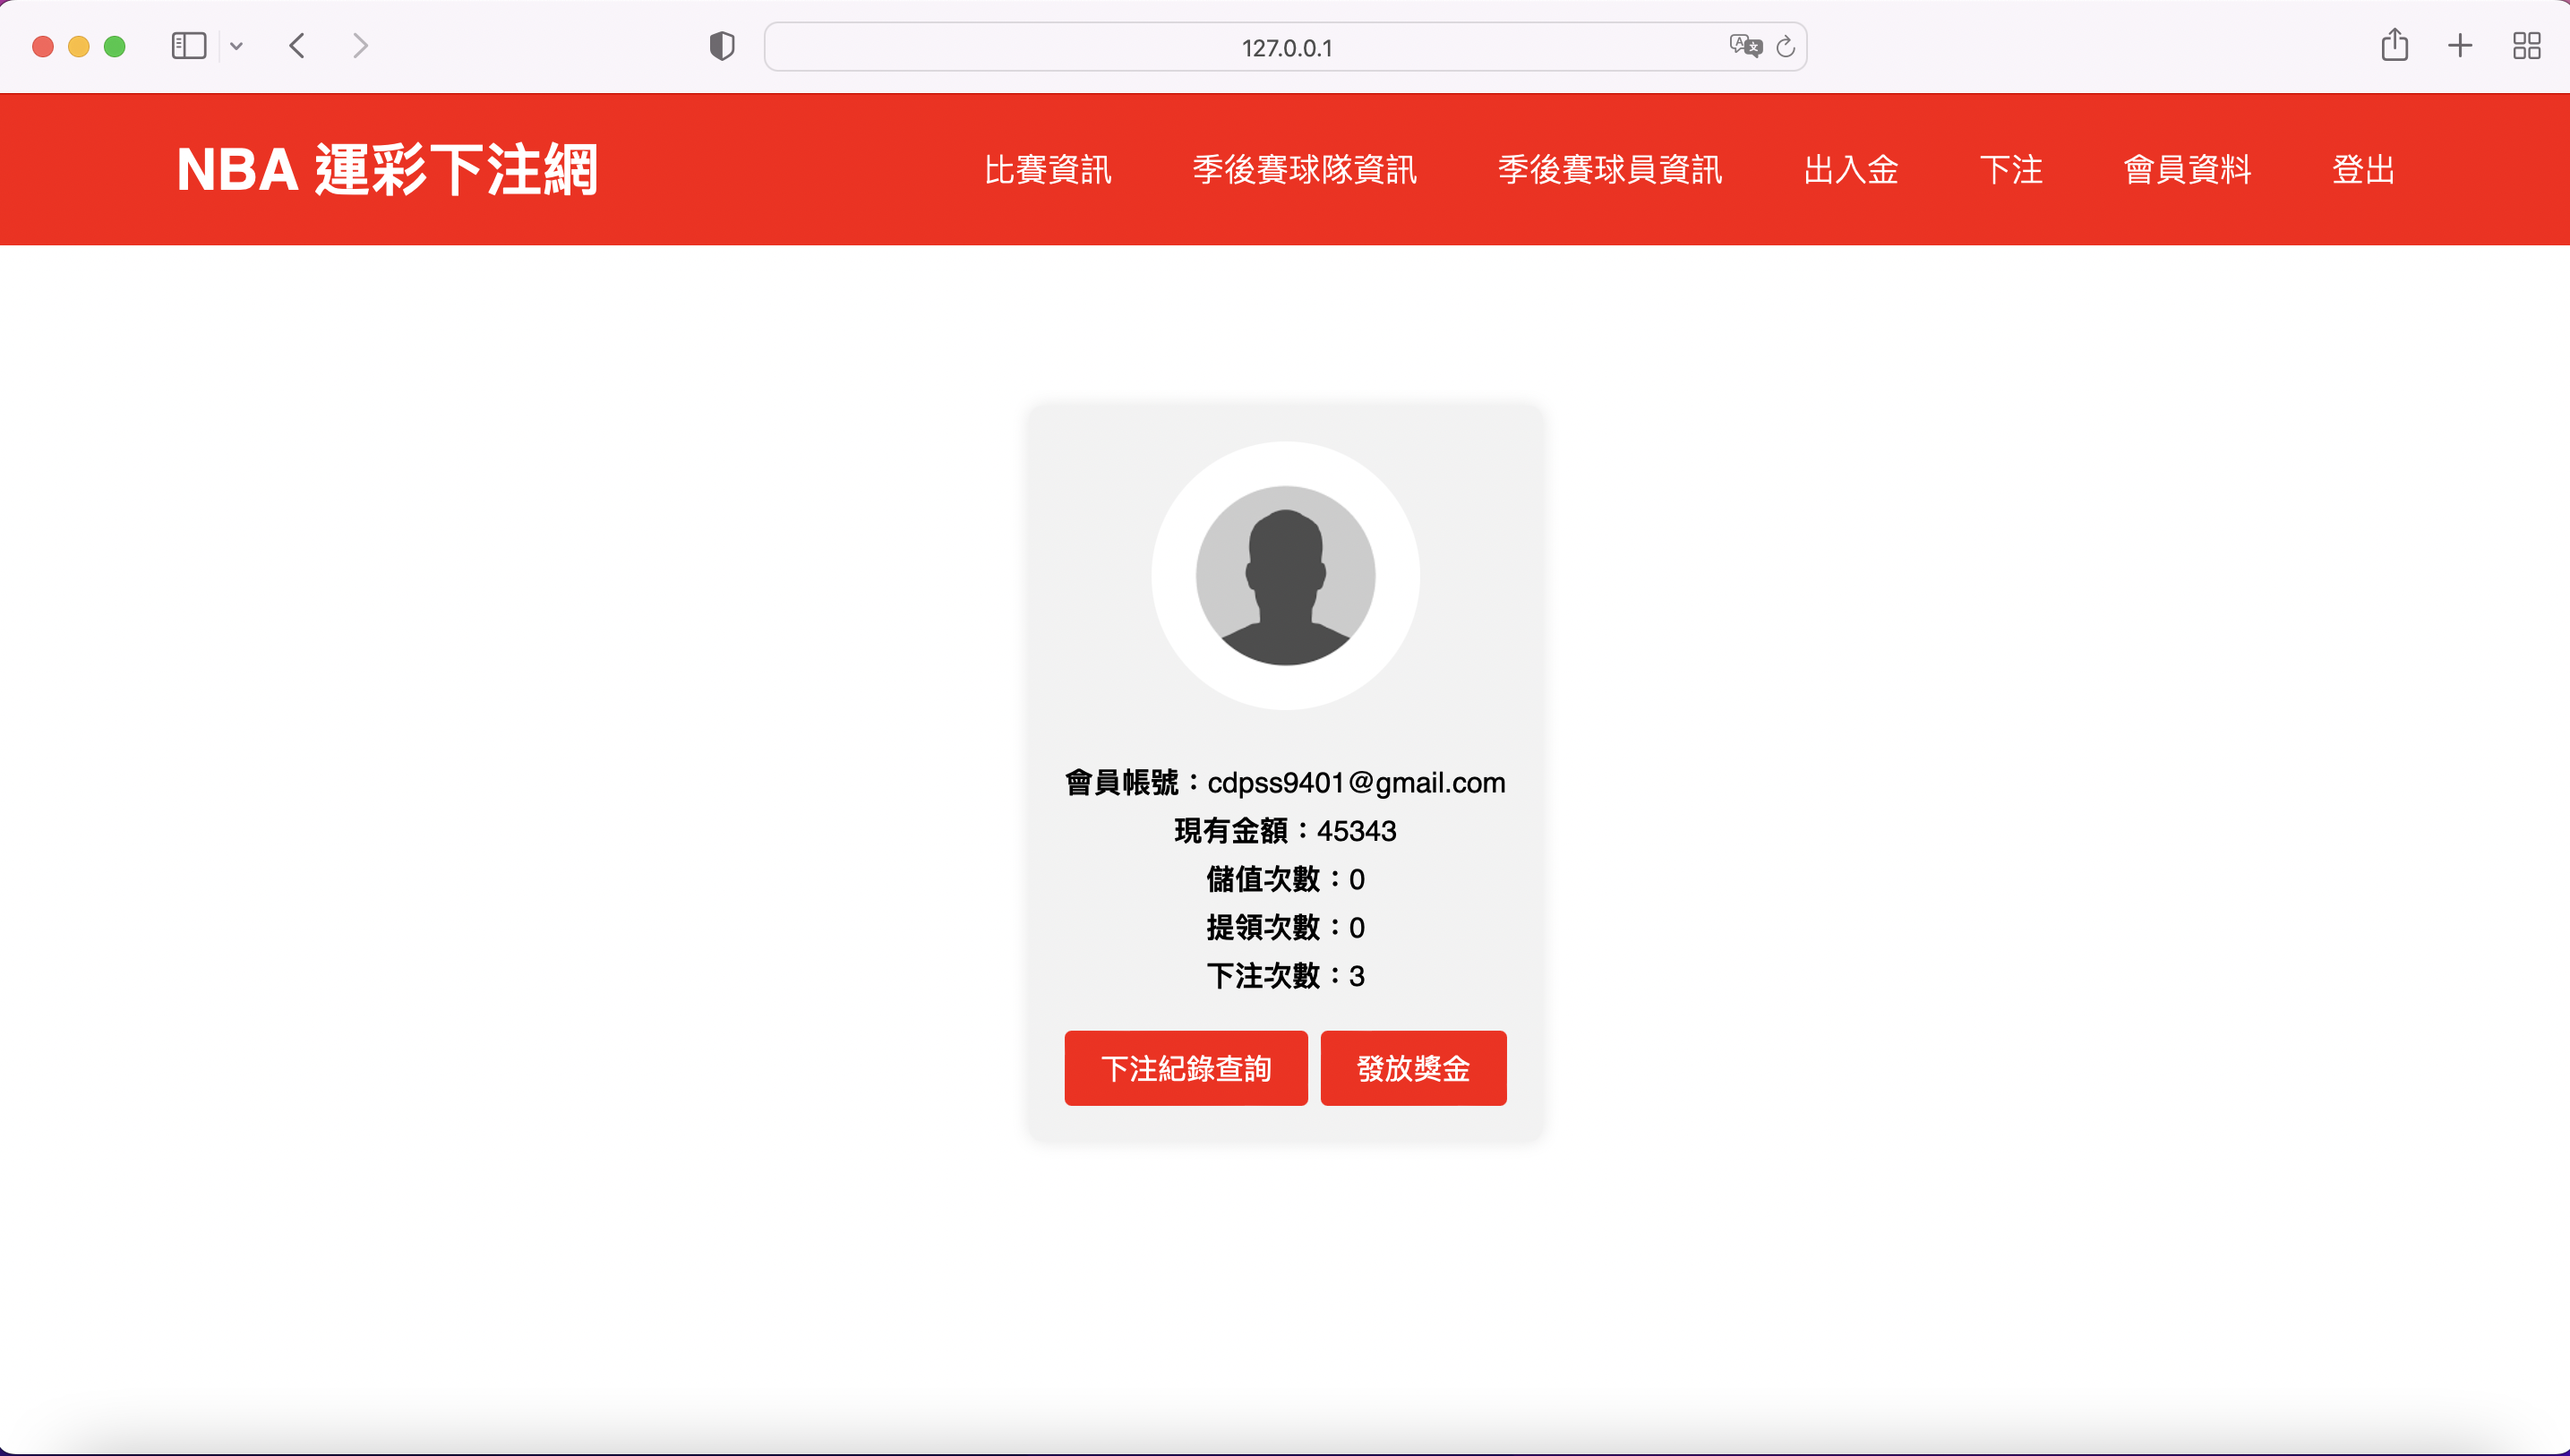 127.0.0.1
NBA 運彩下注網
比賽資訊 季後賽球隊資訊 季後賽球員資訊 出入金 下注 會員資料 登出
會員帳號：cdpss9401@gmail.com
現有金額：45343
儲值次數：0
提領次數：0
下注次數：3
下注紀錄查詢 發放獎金